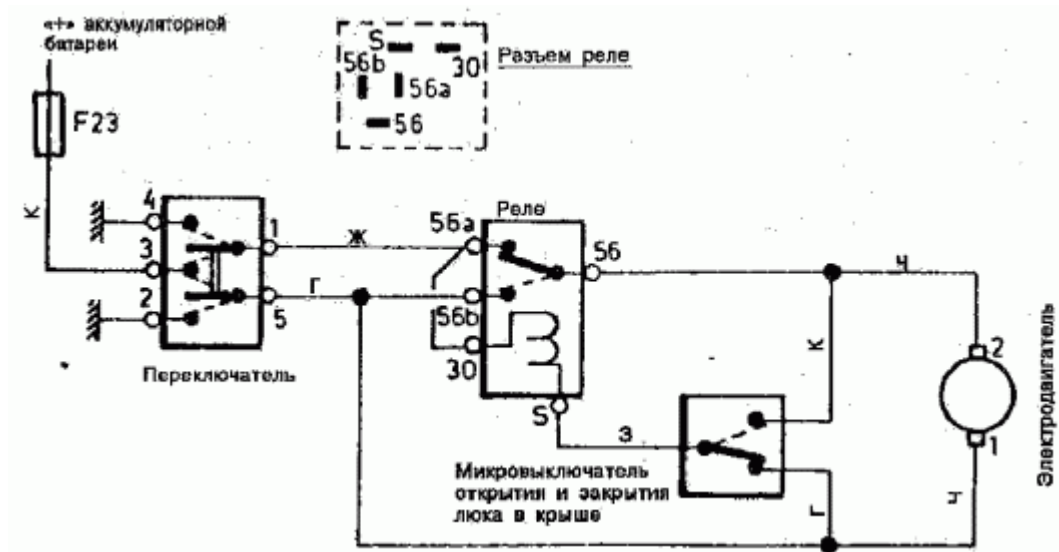 «+» аккумуляторной
батареи
S
56b
30
56a
56
Разъем реле
F23
К
4
3
2
1
5
Переключатель
Ж
Г
Реле
56a
56b
30
S
56
З
Микровыключатель
открытия и закрытия
люка в крыше
К
Г
Ч
Ч
2
1
Электродвигатель